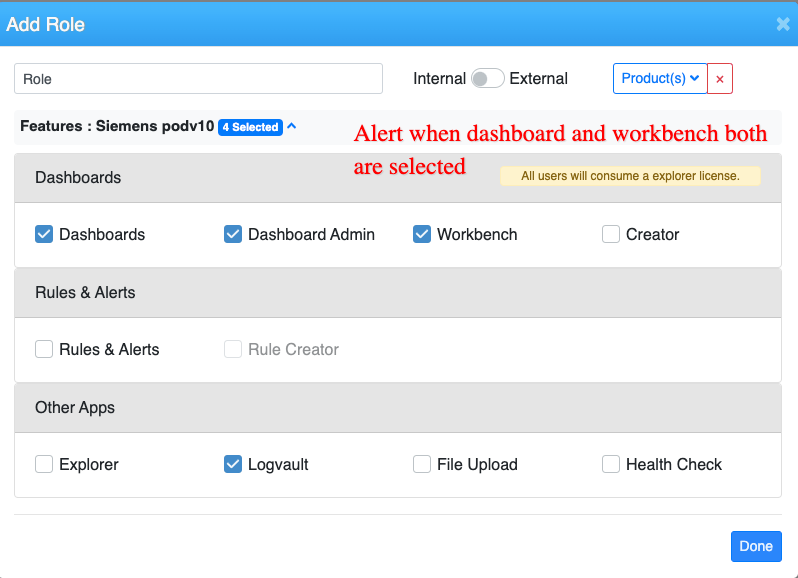 Add Role
×
Role
Internal External
Product(s) ×
Features : Siemens podv10 4 Selected
Alert when dashboard and workbench both
are selected
Dashboards
All users will consume a explorer license.
Dashboards Dashboard Admin Workbench Creator
Rules & Alerts
Rules & Alerts Rule Creator
Other Apps
Explorer Logvault File Upload Health Check
Done